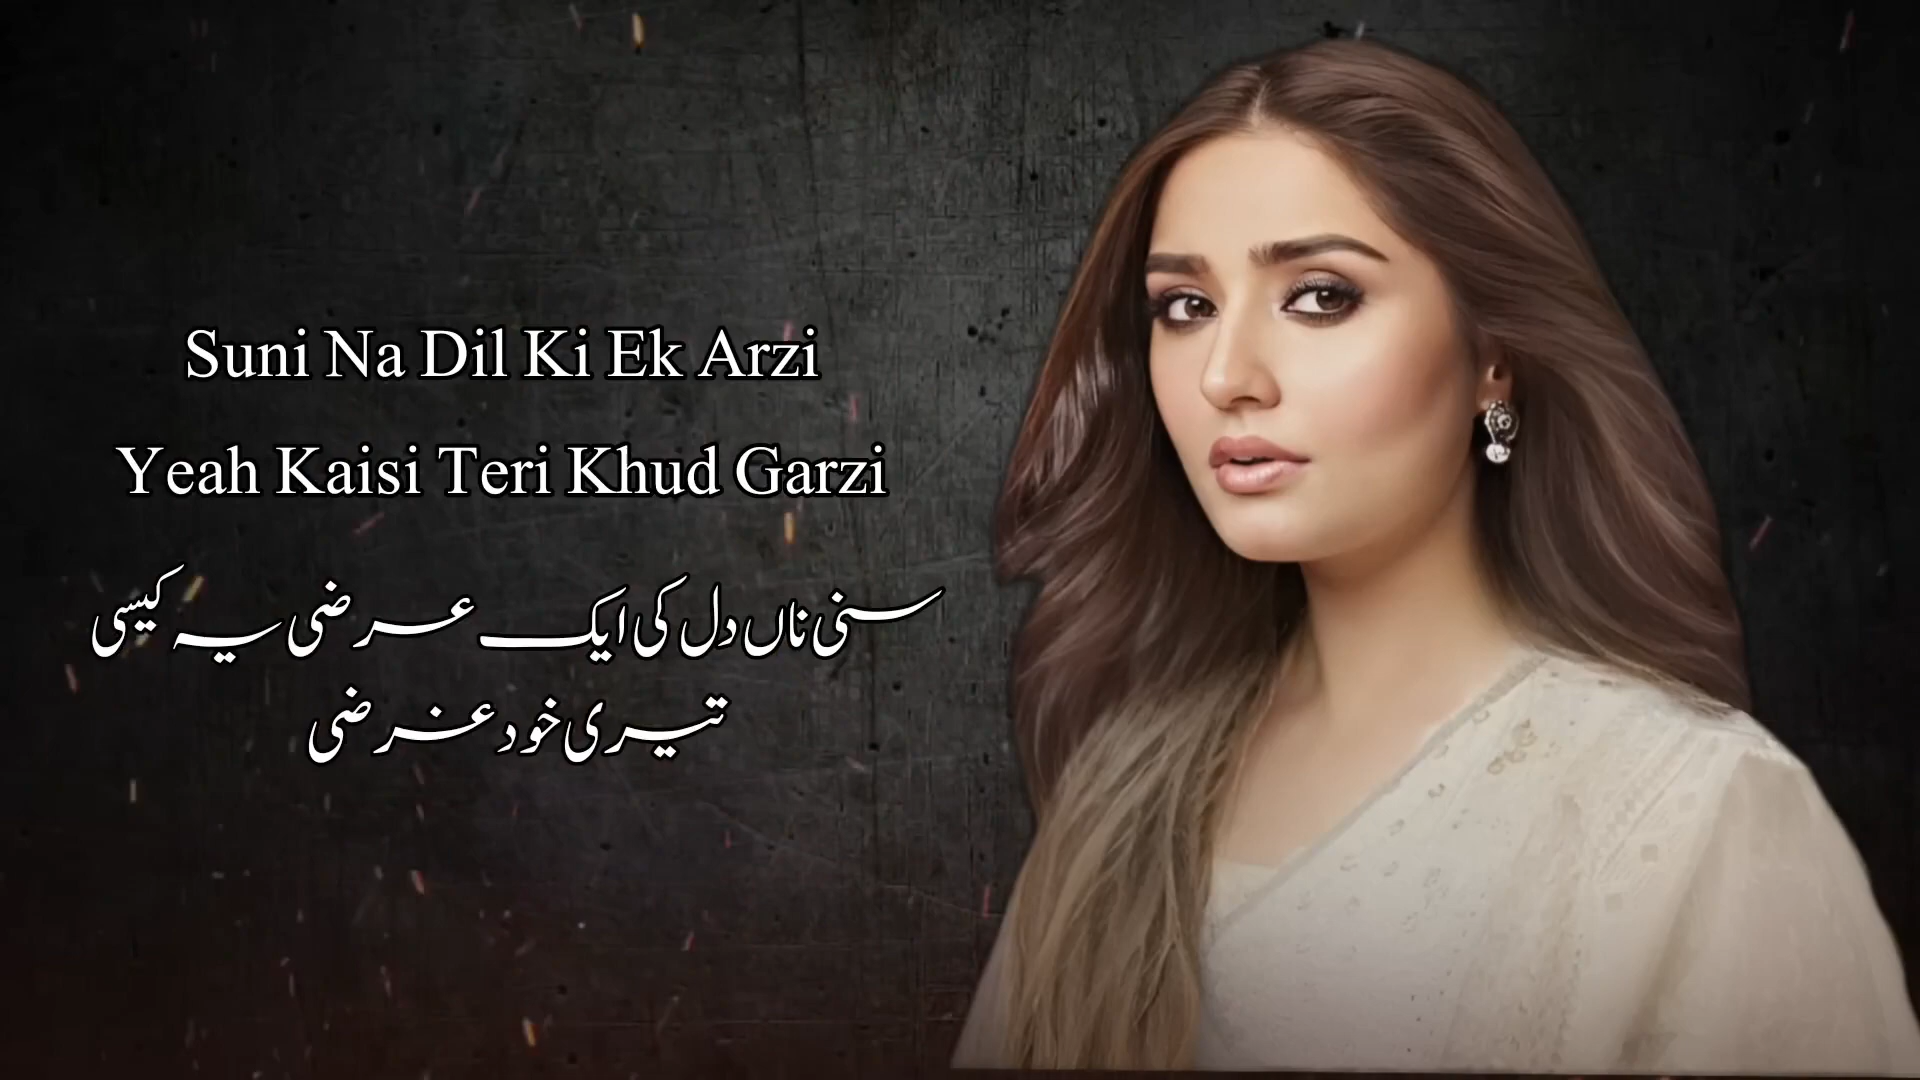 Suni Na Dil Ki Ek Arzi
Yeah Kaisi Teri Khud Garzi
سنی ناں دل کی ایک عرضی یہ کیسی
تیری خود غرضی